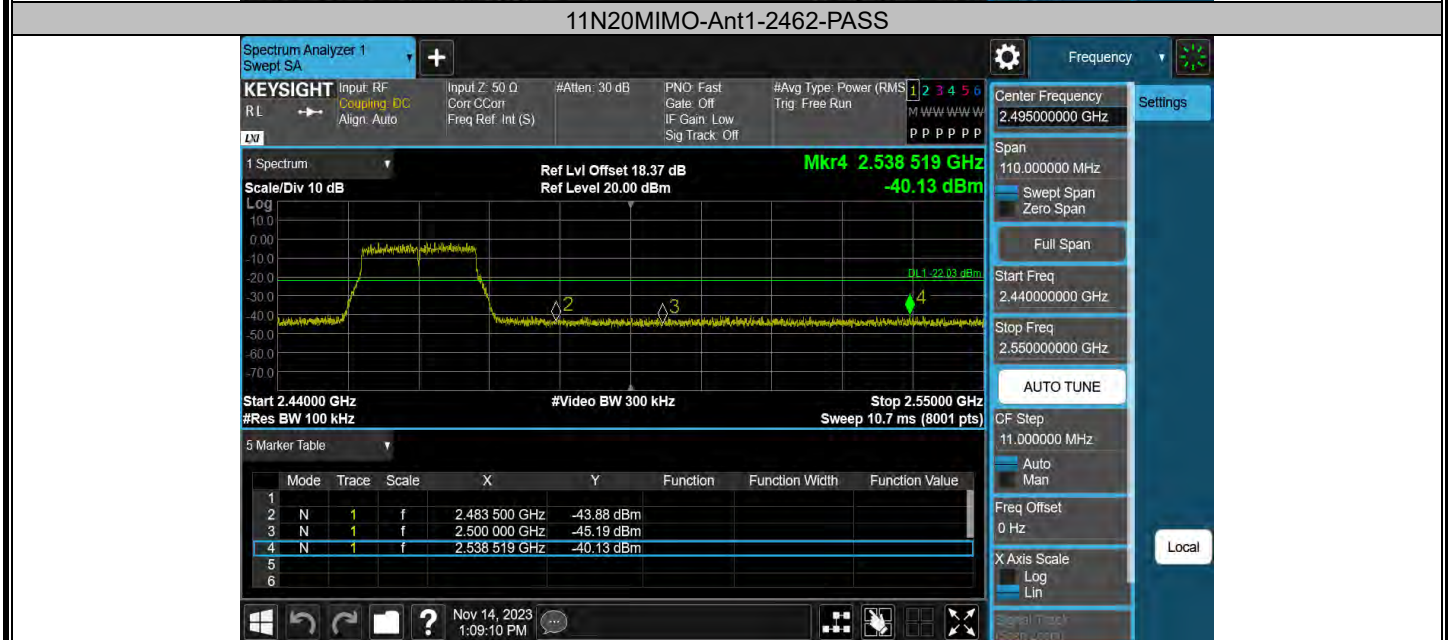 11N20MIMO-Ant1-2462-PASS
Spectrum Analyzer 1
Swept SA
+
Frequency
KEYSIGHT
RL
LXI
Input: RF
Coupling: DC
Align: Auto
Input Z: 50 Ω
Corr CCorr
Freq Ref: Int (S)
#Atten: 30 dB
PNO: Fast
Gate: Off
IF Gain: Low
Sig Track: Off
#Avg Type: Power (RMS
Trig: Free Run
1 2 3 4 5 6
M W W W W W
P P P P P P
1 Spectrum
Scale/Div 10 dB
Ref Lvl Offset 18.37 dB
Ref Level 20.00 dBm
Mkr4 2.538 519 GHz
-40.13 dBm
Log
10.0
0.00
-10.0
-20.0
-30.0
-40.0
-50.0
-60.0
-70.0
DL1 -22.03 dBm
2
3
4
Start 2.44000 GHz
#Res BW 100 kHz
#Video BW 300 kHz
Stop 2.55000 GHz
Sweep 10.7 ms (8001 pts)
5 Marker Table
Mode Trace Scale X Y Function Function Width Function Value
1
2 N 1 f 2.483 500 GHz -43.88 dBm
3 N 1 f 2.500 000 GHz -45.19 dBm
4 N 1 f 2.538 519 GHz -40.13 dBm
5
6
Nov 14, 2023
1:09:10 PM
Center Frequency
2.495000000 GHz
Settings
Span
110.000000 MHz
Swept Span
Zero Span
Full Span
Start Freq
2.440000000 GHz
Stop Freq
2.550000000 GHz
AUTO TUNE
CF Step
11.000000 MHz
Auto
Man
Freq Offset
0 Hz
X Axis Scale
Log
Lin
Local
Signal Track
(Span Zoom)